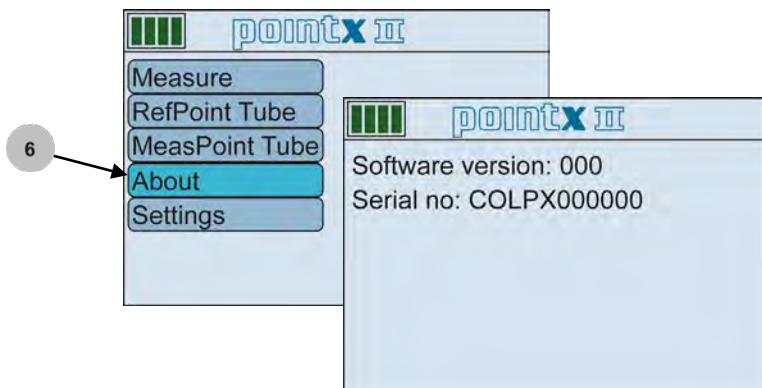 pointx II
Measure
RefPoint Tube
MeasPoint Tube
About
Settings
6
pointx II
Software version: 000
Serial no: COLPX000000